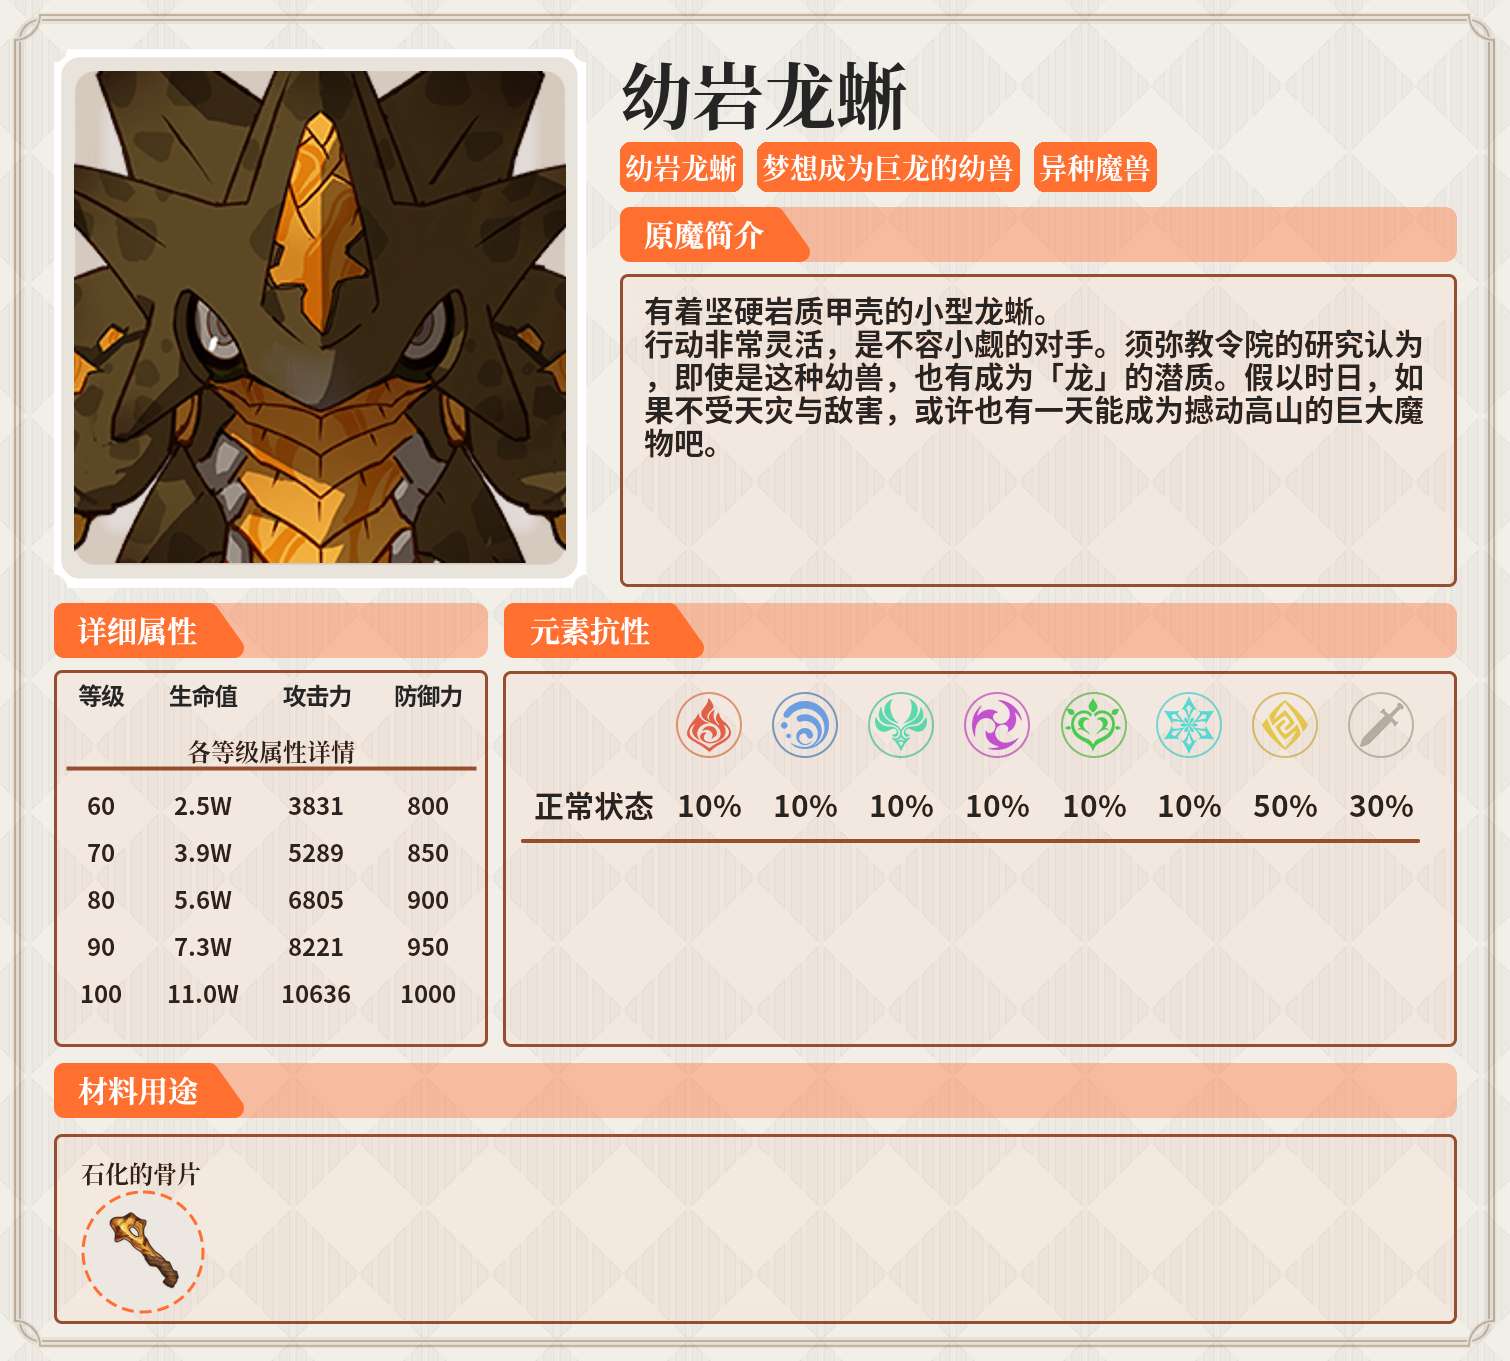 幼岩龙蜥
幼岩龙蜥 梦想成为巨龙的幼兽 异种魔兽
原魔简介
有着坚硬岩质甲壳的小型龙蜥。
行动非常灵活，是不容小觑的对手。须弥教令院的研究认为
，即使是这种幼兽，也有成为「龙」的潜质。假以时日，如
果不受天灾与敌害，或许也有一天能成为撼动高山的巨大魔
物吧。
详细属性
等级 生命值 攻击力 防御力
各等级属性详情
60 2.5W 3831 800
70 3.9W 5289 850
80 5.6W 6805 900
90 7.3W 8221 950
100 11.0W 10636 1000
元素抗性
正常状态 10% 10% 10% 10% 10% 10% 50% 30%
材料用途
石化的骨片